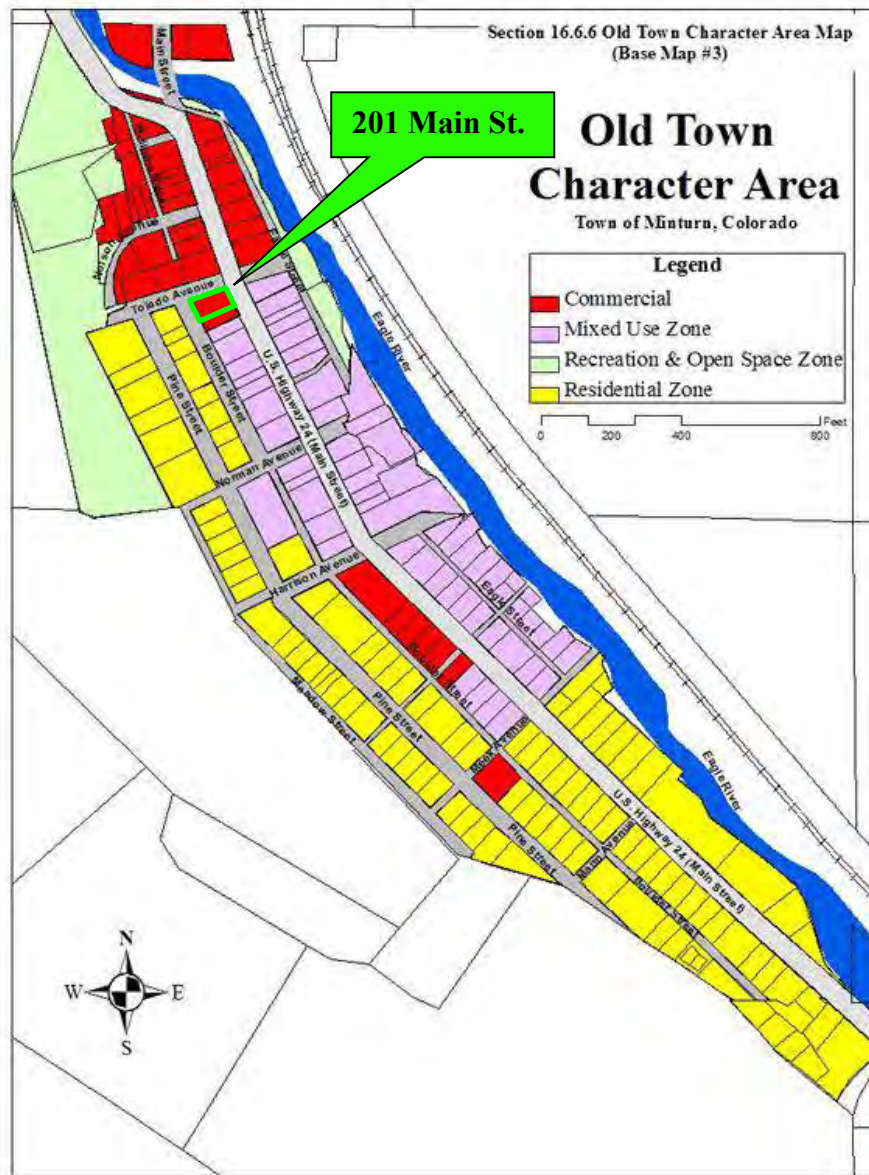 Section 16.6.6 Old Town Character Area Map
(Base Map #3)
Main Street
201 Main St.
Old Town
Character Area
Town of Minturn, Colorado
Legend
Commercial
Mixed Use Zone
Recreation & Open Space Zone
Residential Zone
0 200 400 800 Feet
Toledo Avenue
Eagle River
Pine Street
Boulder Street
U.S. Highway 24 (Main Street)
Norman Avenue
Harrison Avenue
Eagle Street
Boulder Street
Meadow Street
Pine Street
Meek Avenue
Eagle River
U.S. Highway 24 (Main Street)
Pine Street
Boulder Street
N
W E
S